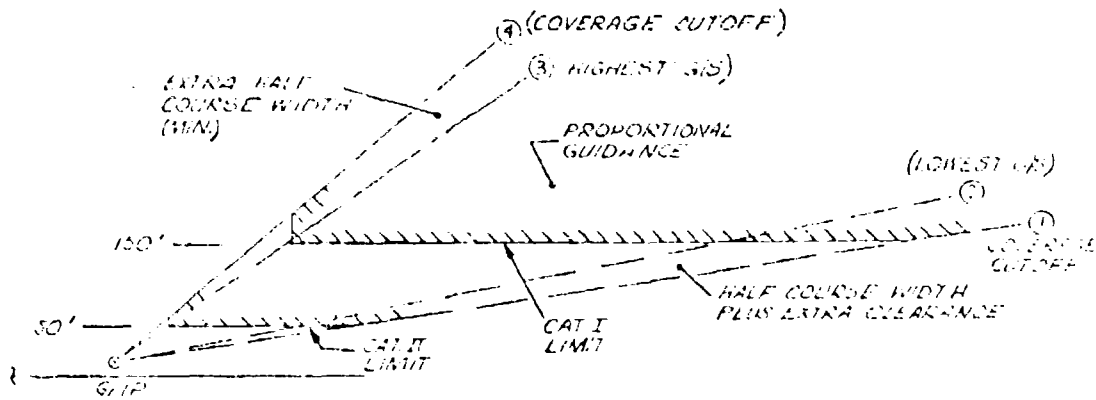 ④ (COVERAGE CUTOFF)
③ HIGHEST G/S)
EXTRA HALF
COURSE WIDTH
(MIN.)
PROPORTIONAL
GUIDANCE
(LOWEST G/S)
②
①
COVERAGE
CUTOFF
150'
HALF COURSE WIDTH
PLUS EXTRA CLEARANCE
CAT I
LIMIT
50'
CAT II
LIMIT